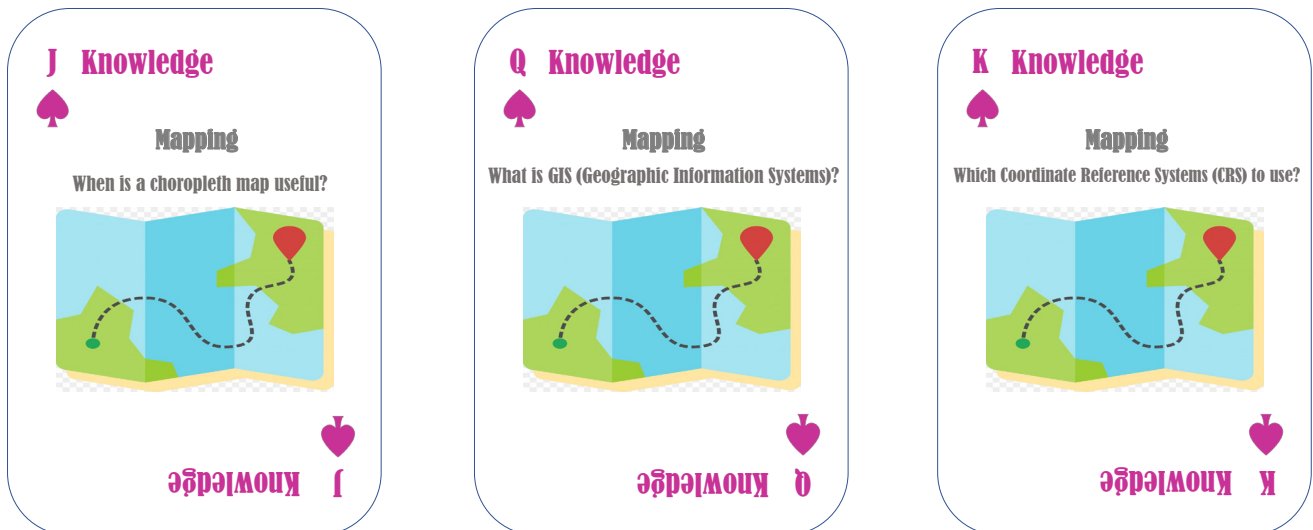 J Knowledge
Mapping
When is a choropleth map useful?
J Knowledge
Q Knowledge
Mapping
What is GIS (Geographic Information Systems)?
Q Knowledge
K Knowledge
Mapping
Which Coordinate Reference Systems (CRS) to use?
K Knowledge